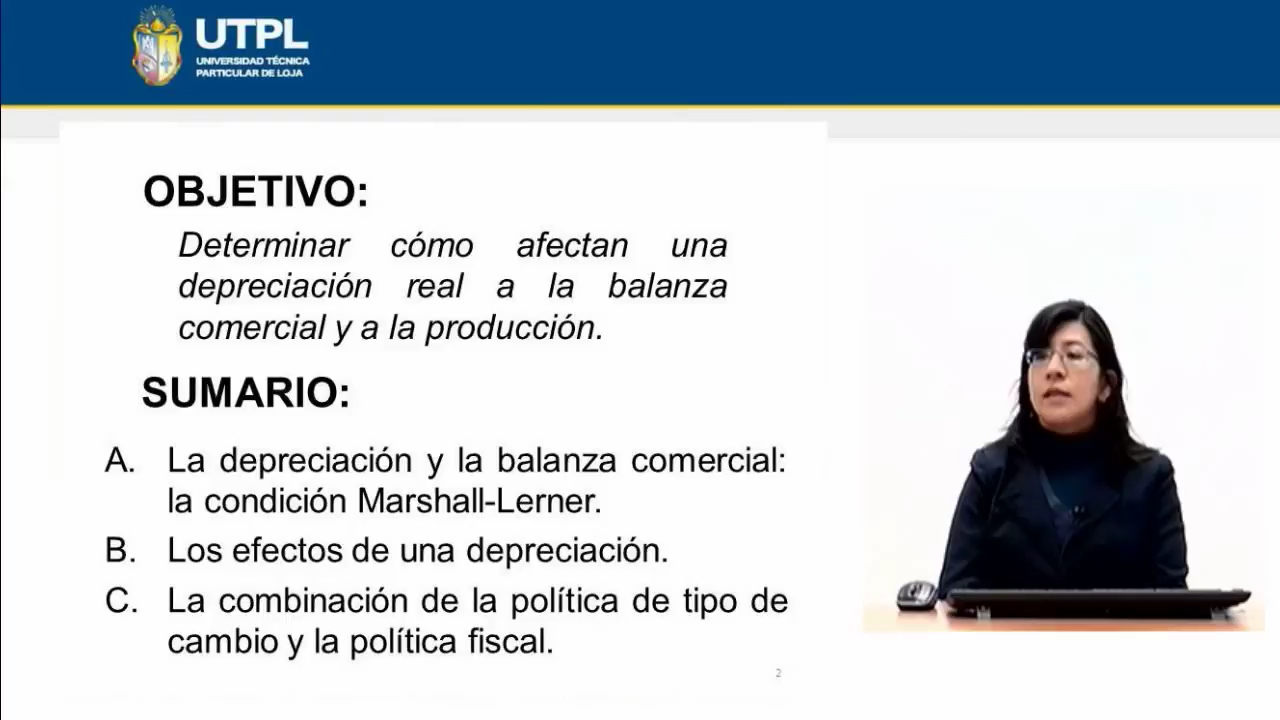 UTPL
UNIVERSIDAD TÉCNICA
PARTICULAR DE LOJA
OBJETIVO:
Determinar cómo afectan una
depreciación real a la balanza
comercial y a la producción.
SUMARIO:
A. La depreciación y la balanza comercial:
la condición Marshall-Lerner.
B. Los efectos de una depreciación.
C. La combinación de la política de tipo de
cambio y la política fiscal.
2